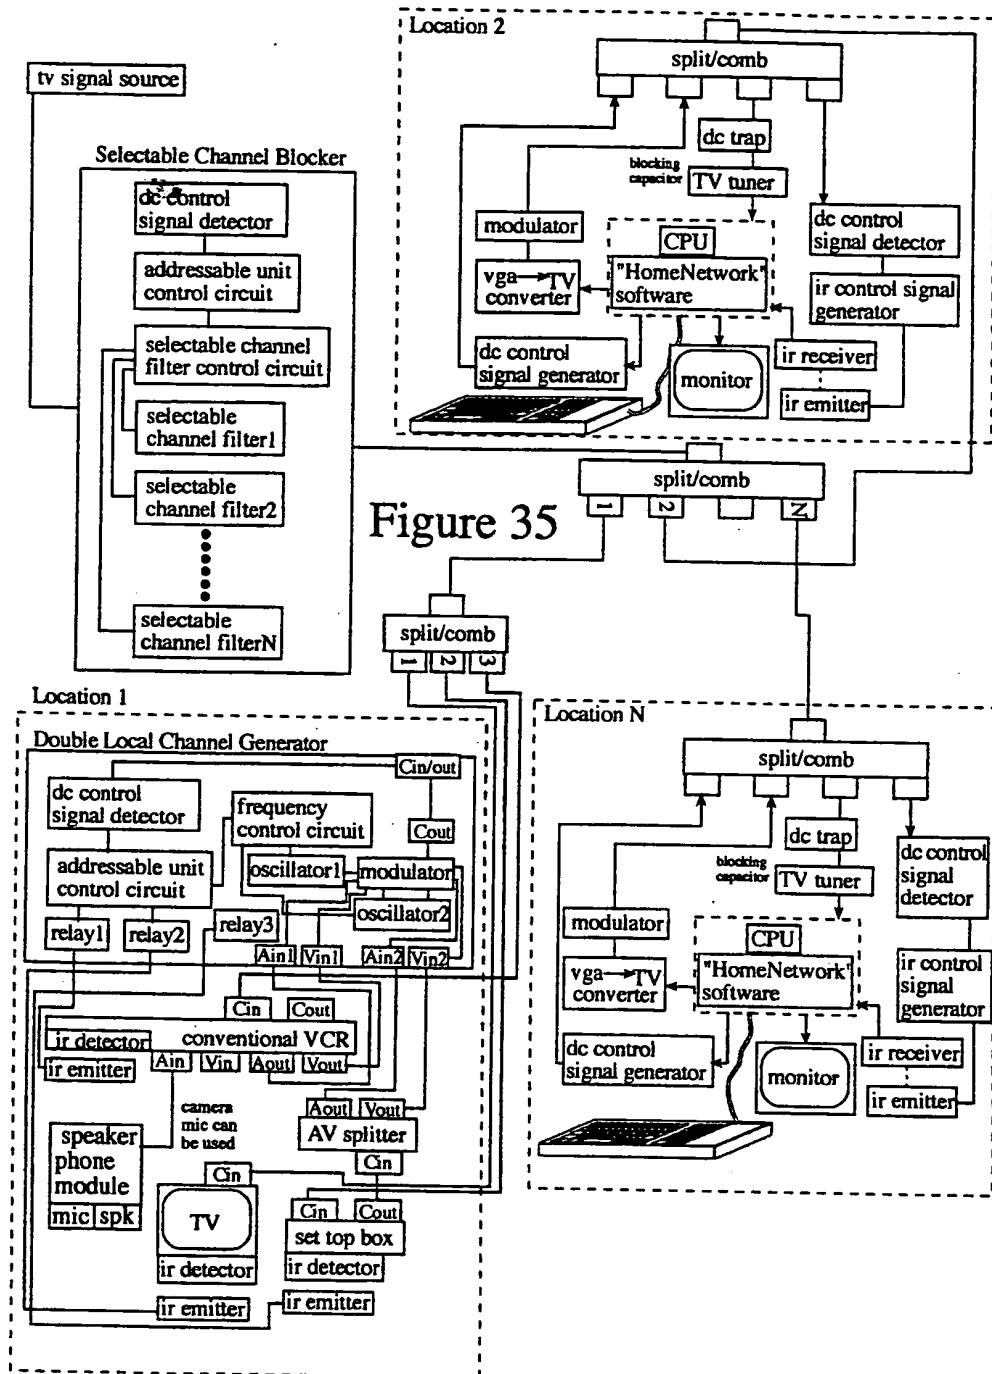 Location 2
split/comb
dc trap
blocking
capacitor
TV tuner
modulator
CPU
"HomeNetwork"
software
vga→TV
converter
dc control
signal detector
ir control signal
generator
dc control
signal generator
monitor
ir receiver
ir emitter
tv signal source
Selectable Channel Blocker
dc control
signal detector
addressable unit
control circuit
selectable channel
filter control circuit
selectable
channel filter1
selectable
channel filter2
selectable
channel filterN
split/comb
1
2
N
Figure 35
split/comb
1
2
3
Location 1
Double Local Channel Generator
Cin/out
dc control
signal detector
frequency
control circuit
Cout
addressable unit
control circuit
oscillator1
modulator
oscillator2
relay1
relay2
relay3
Ain1
Vin1
Ain2
Vin2
Cin
Cout
conventional VCR
ir detector
Ain
Vin
Aout
Vout
ir emitter
camera
mic can
be used
Aout
Vout
AV splitter
Cin
speaker
phone
module
mic
spk
Cin
TV
ir detector
Cin
Cout
set top box
ir detector
ir emitter
ir emitter
Location N
split/comb
dc trap
blocking
capacitor
TV tuner
dc control
signal
detector
modulator
CPU
"HomeNetwork"
software
vga→TV
converter
ir control
signal
generator
dc control
signal generator
monitor
ir receiver
ir emitter